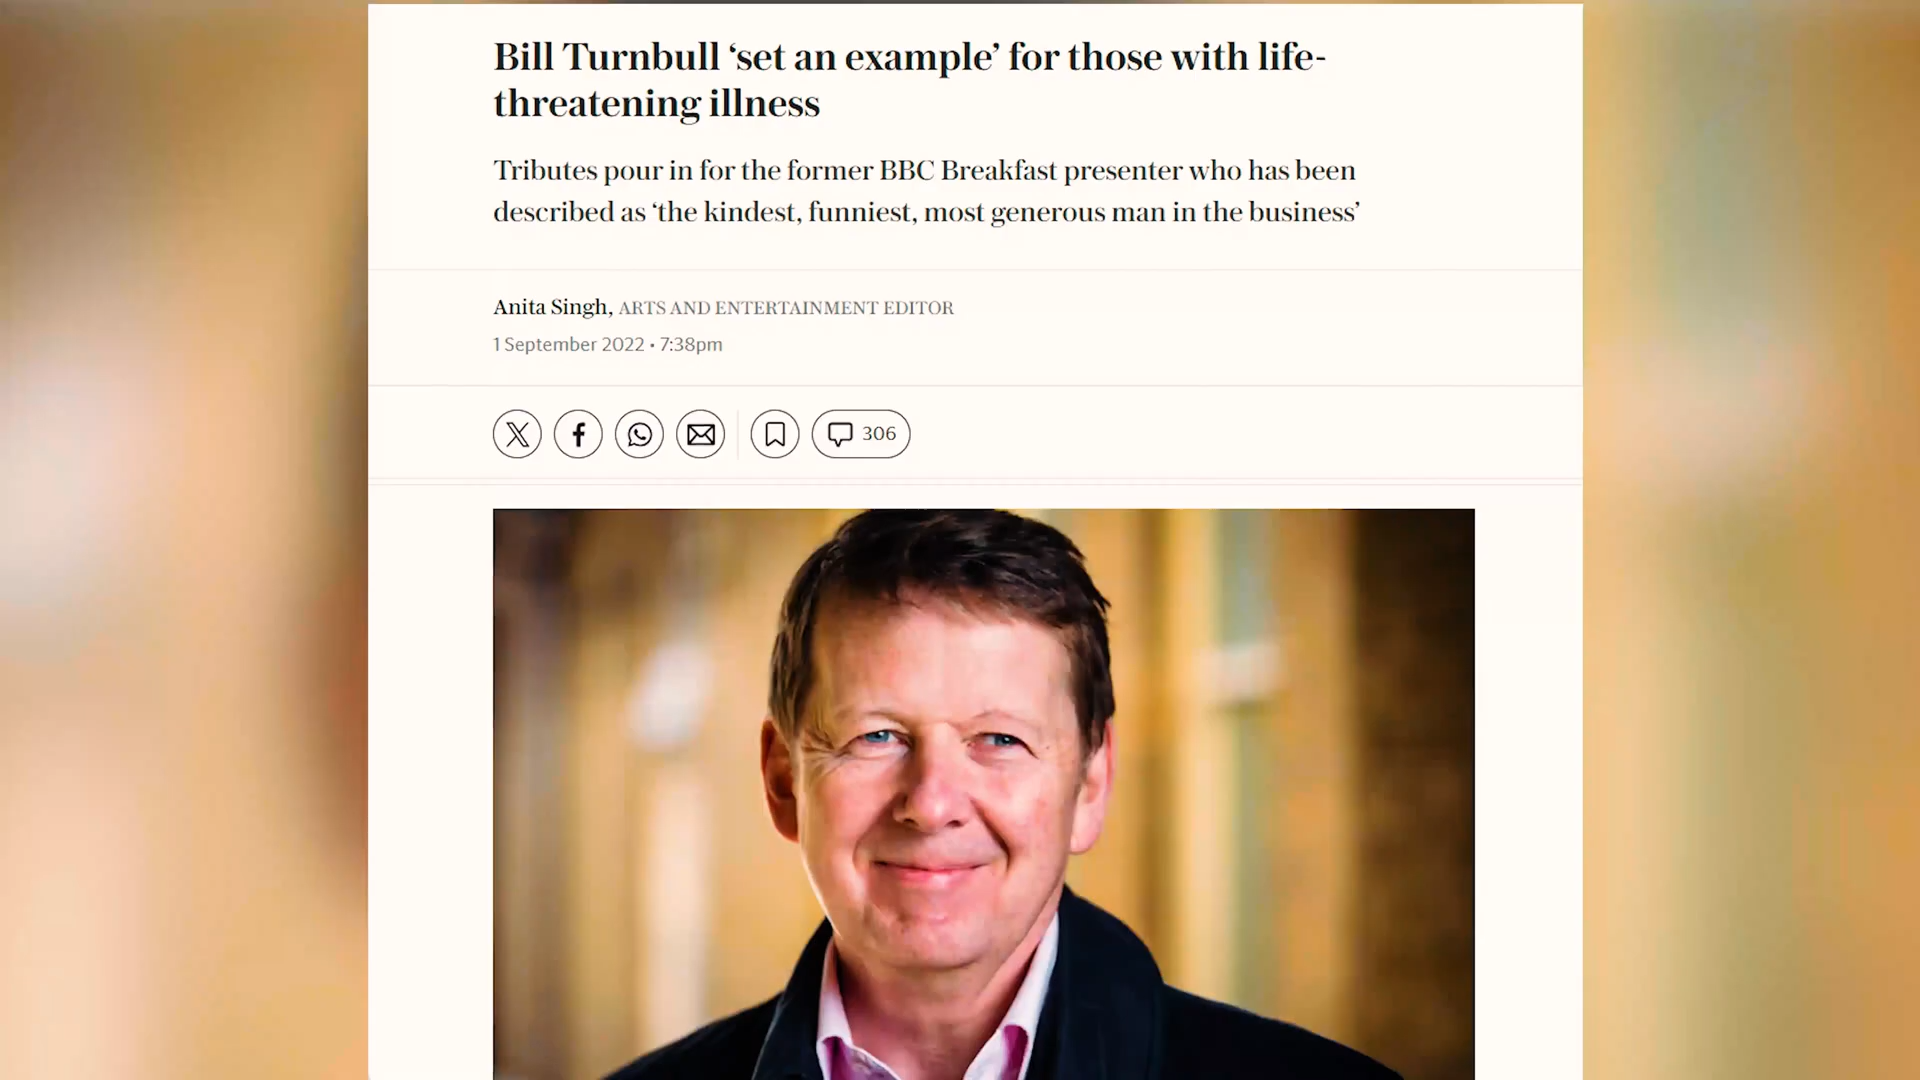 Bill Turnbull ‘set an example’ for those with life-
threatening illness
Tributes pour in for the former BBC Breakfast presenter who has been
described as ‘the kindest, funniest, most generous man in the business’
Anita Singh, ARTS AND ENTERTAINMENT EDITOR
1 September 2022 • 7:38pm
306